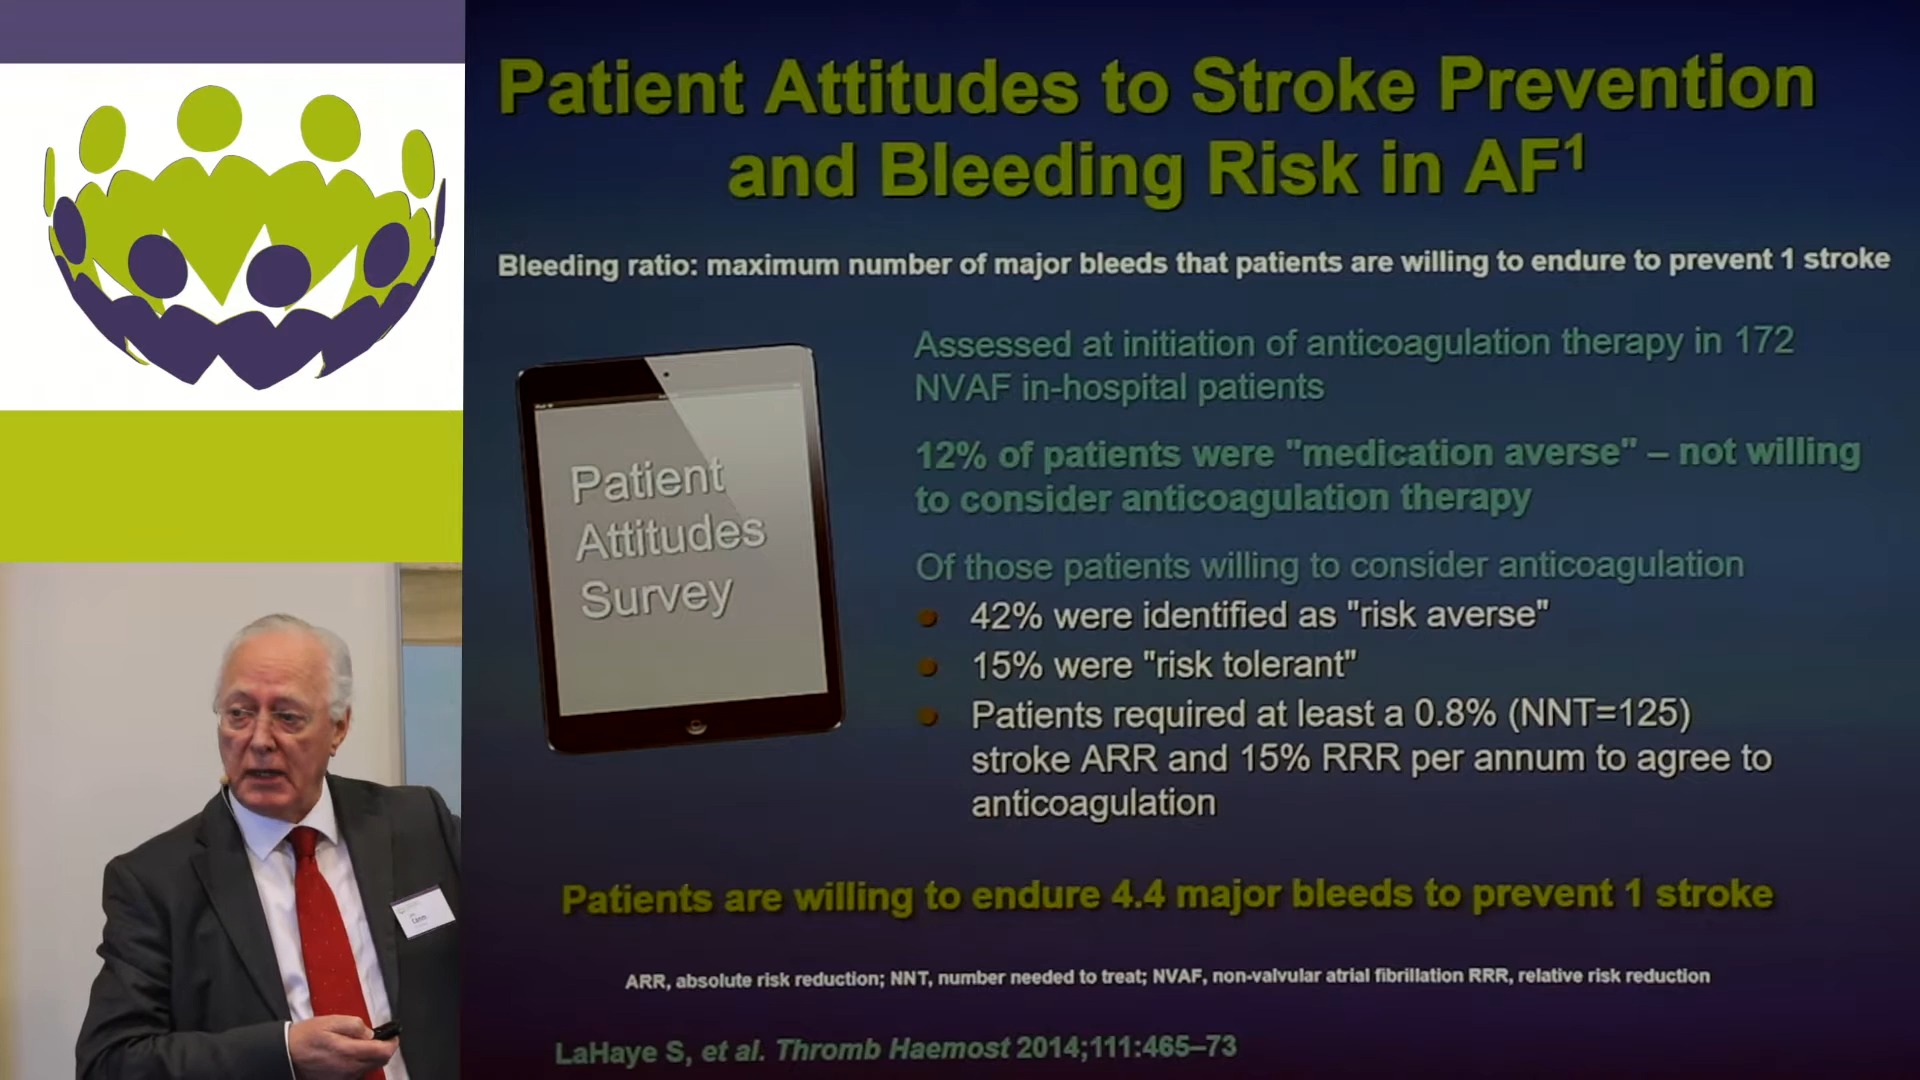 Patient Attitudes to Stroke Prevention
and Bleeding Risk in AF¹
Bleeding ratio: maximum number of major bleeds that patients are willing to endure to prevent 1 stroke
Patient
Attitudes
Survey
Assessed at initiation of anticoagulation therapy in 172
NVAF in-hospital patients
12% of patients were "medication averse" – not willing
to consider anticoagulation therapy
Of those patients willing to consider anticoagulation
42% were identified as "risk averse"
15% were "risk tolerant"
Patients required at least a 0.8% (NNT=125)
stroke ARR and 15% RRR per annum to agree to
anticoagulation
Patients are willing to endure 4.4 major bleeds to prevent 1 stroke
ARR, absolute risk reduction; NNT, number needed to treat; NVAF, non-valvular atrial fibrillation RRR, relative risk reduction
LaHaye S, et al. Thromb Haemost 2014;111:465–73
Camm